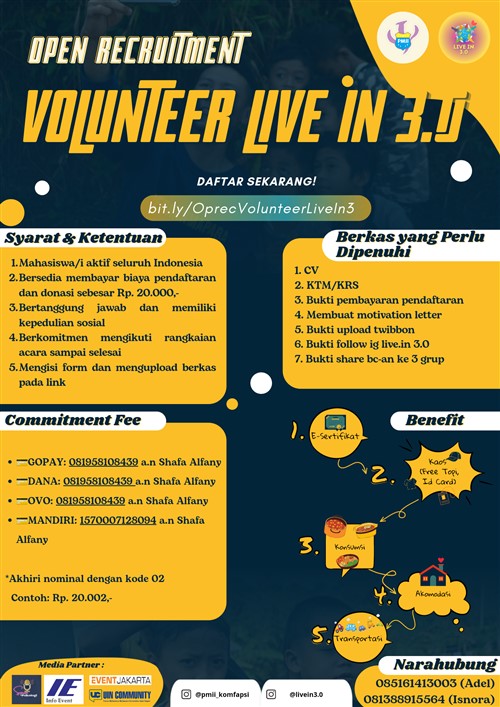 PMII
LIVE IN
3.0
OPEN RECRUITMENT
VOLUNTEER LIVE IN 3.0
DAFTAR SEKARANG!
bit.ly/OprecVolunteerLiveIn3
Syarat & Ketentuan
1. Mahasiswa/i aktif seluruh Indonesia
2. Bersedia membayar biaya pendaftaran
dan donasi sebesar Rp. 20.000,-
3. Bertanggung jawab dan memiliki
kepedulian sosial
4. Berkomitmen mengikuti rangkaian
acara sampai selesai
5. Mengisi form dan mengupload berkas
pada link
Berkas yang Perlu
Dipenuhi
1. CV
2. KTM/KRS
3. Bukti pembayaran pendaftaran
4. Membuat motivation letter
5. Bukti upload twibbon
6. Bukti follow ig live.in 3.0
7. Bukti share bc-an ke 3 grup
Commitment Fee
• 💳GOPAY: 081958108439 a.n Shafa Alfany
• 💳DANA: 081958108439 a.n Shafa Alfany
• 💳OVO: 081958108439 a.n Shafa Alfany
• 💳MANDIRI: 1570007128094 a.n Shafa
Alfany
*Akhiri nominal dengan kode 02
Contoh: Rp. 20.002,-
Benefit
1. E-Sertifikat
2. Kaos
(Free Topi,
Id Card)
3. Konsumsi
4. Akomodasi
5. Transportasi
Media Partner :
Info Event
EVENTJAKARTA
UC UIN COMMUNITY
@pmii_komfapsi
@livein3.0
Narahubung
085161413003 (Adel)
081388915564 (Isnora)